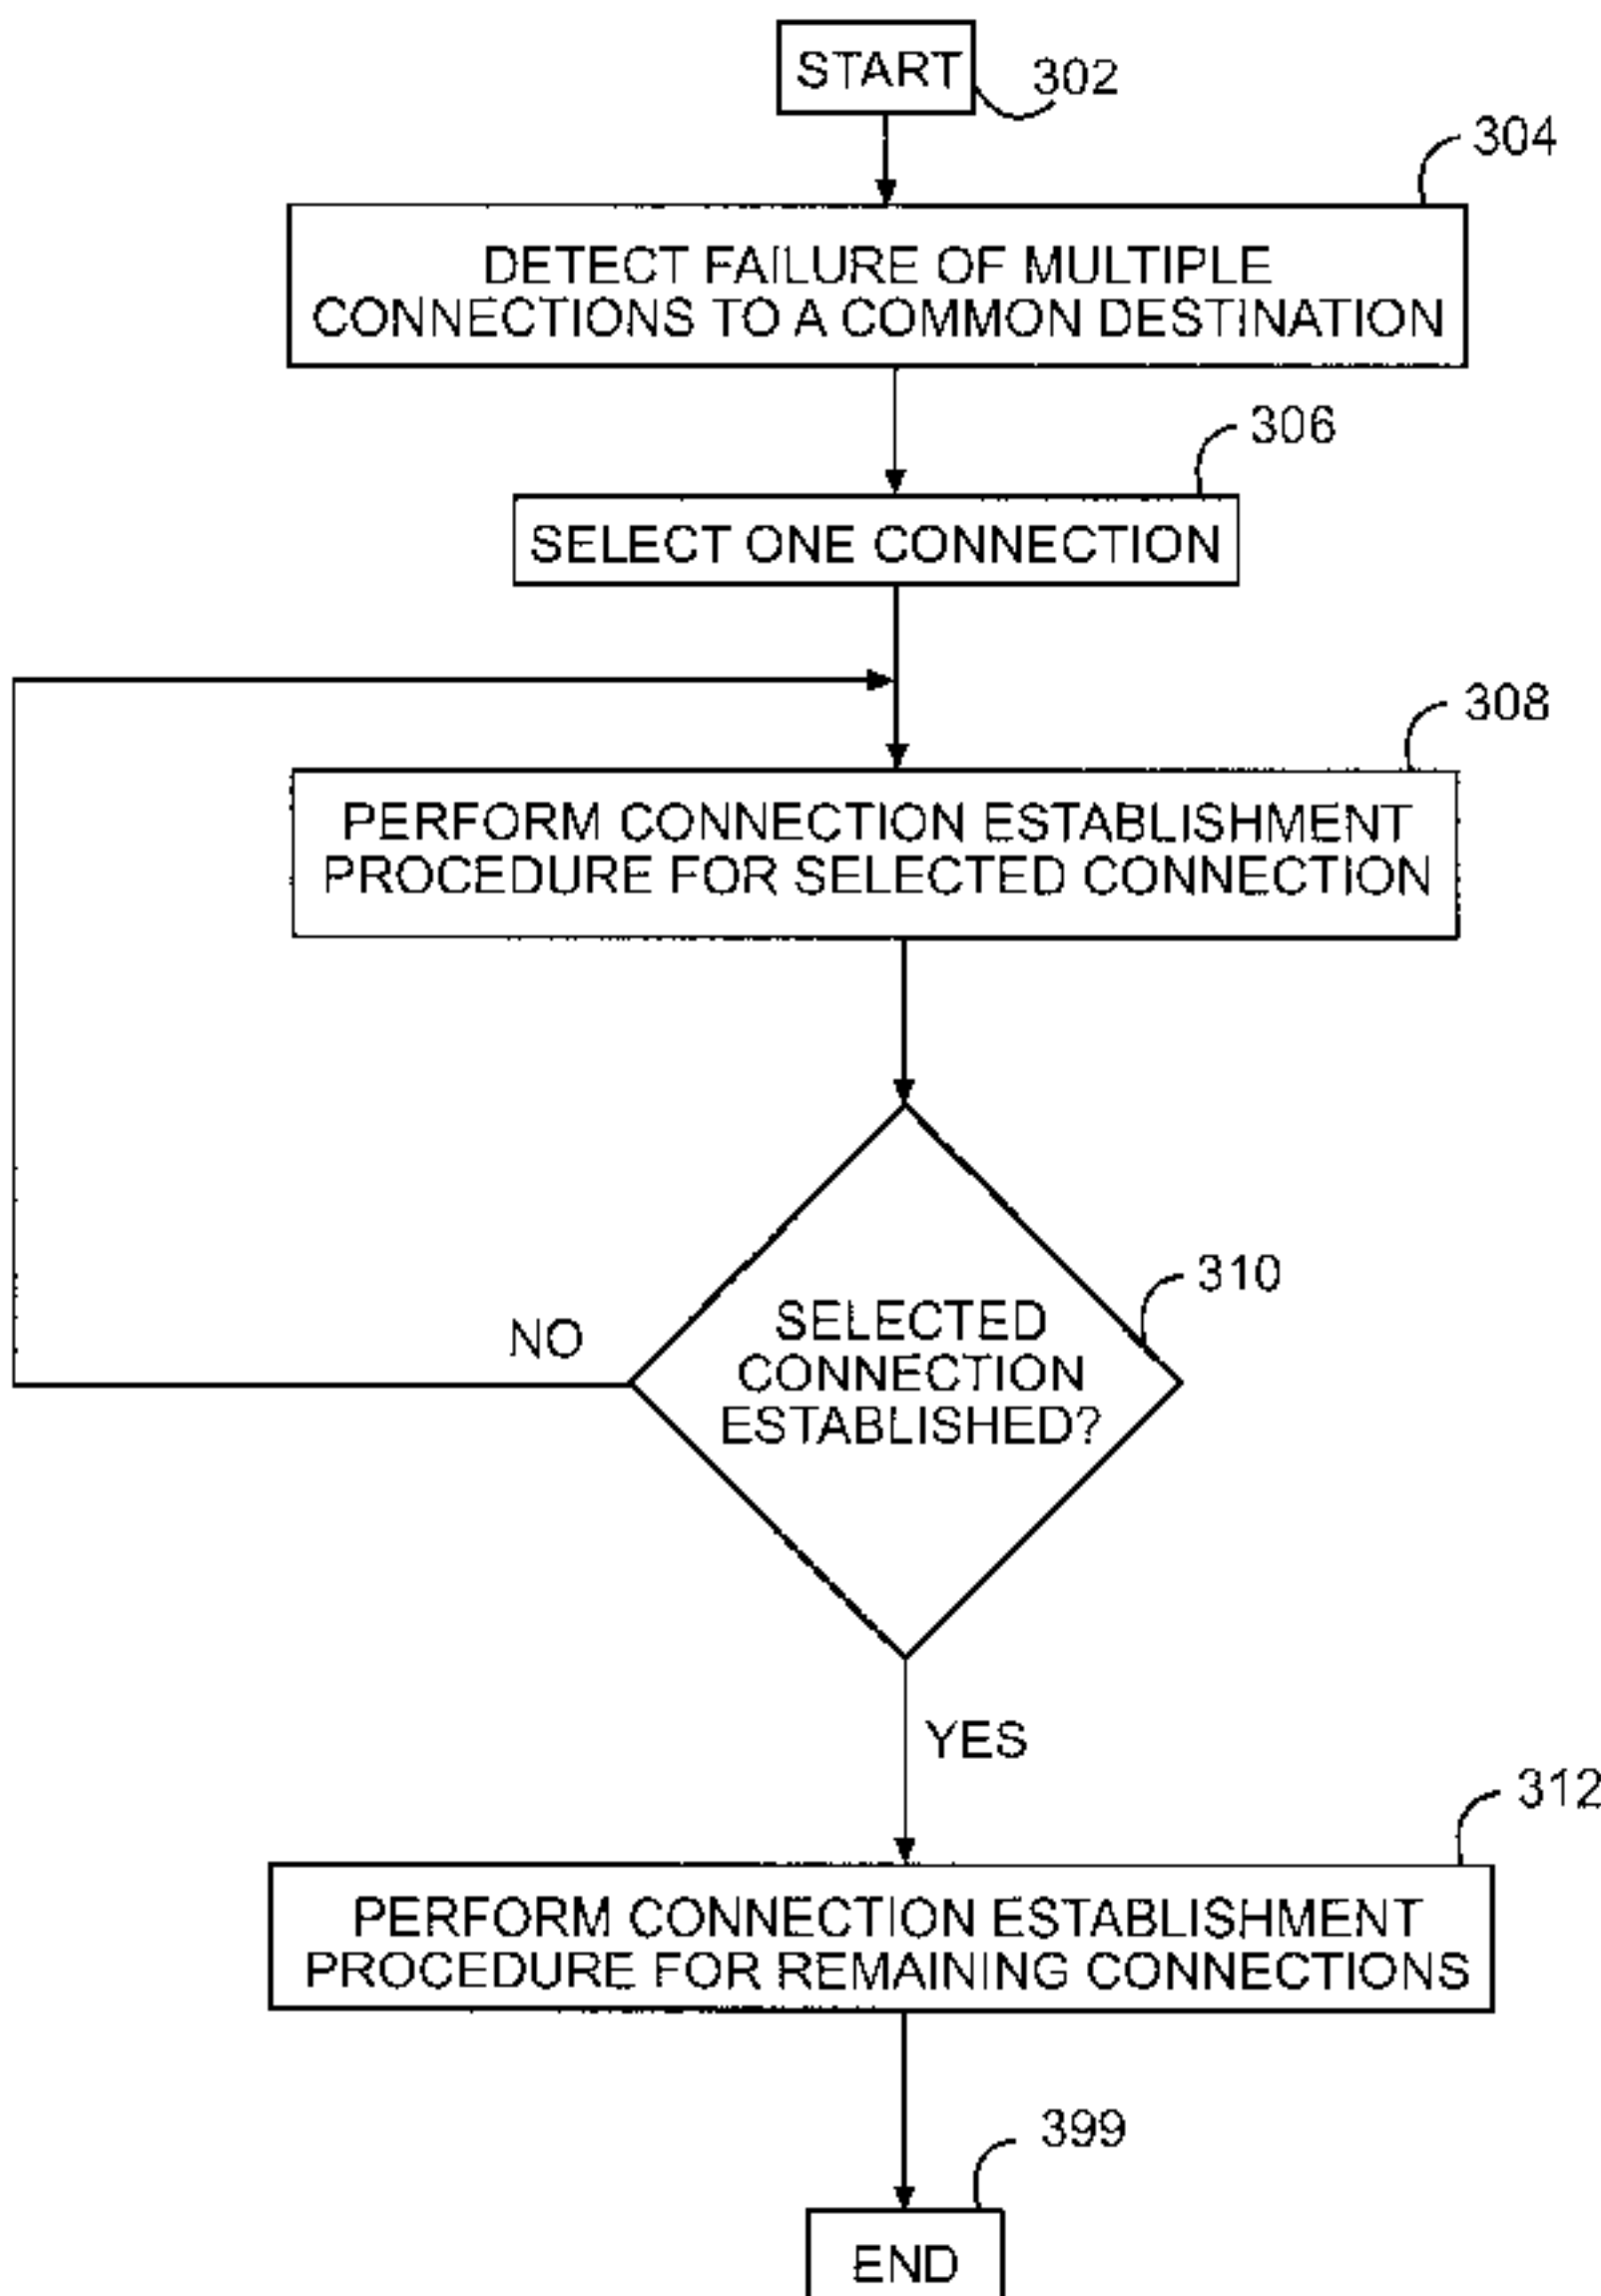 START
302
304
DETECT FAILURE OF MULTIPLE
CONNECTIONS TO A COMMON DESTINATION
306
SELECT ONE CONNECTION
308
PERFORM CONNECTION ESTABLISHMENT
PROCEDURE FOR SELECTED CONNECTION
310
SELECTED
CONNECTION
ESTABLISHED?
NO
YES
312
PERFORM CONNECTION ESTABLISHMENT
PROCEDURE FOR REMAINING CONNECTIONS
399
END